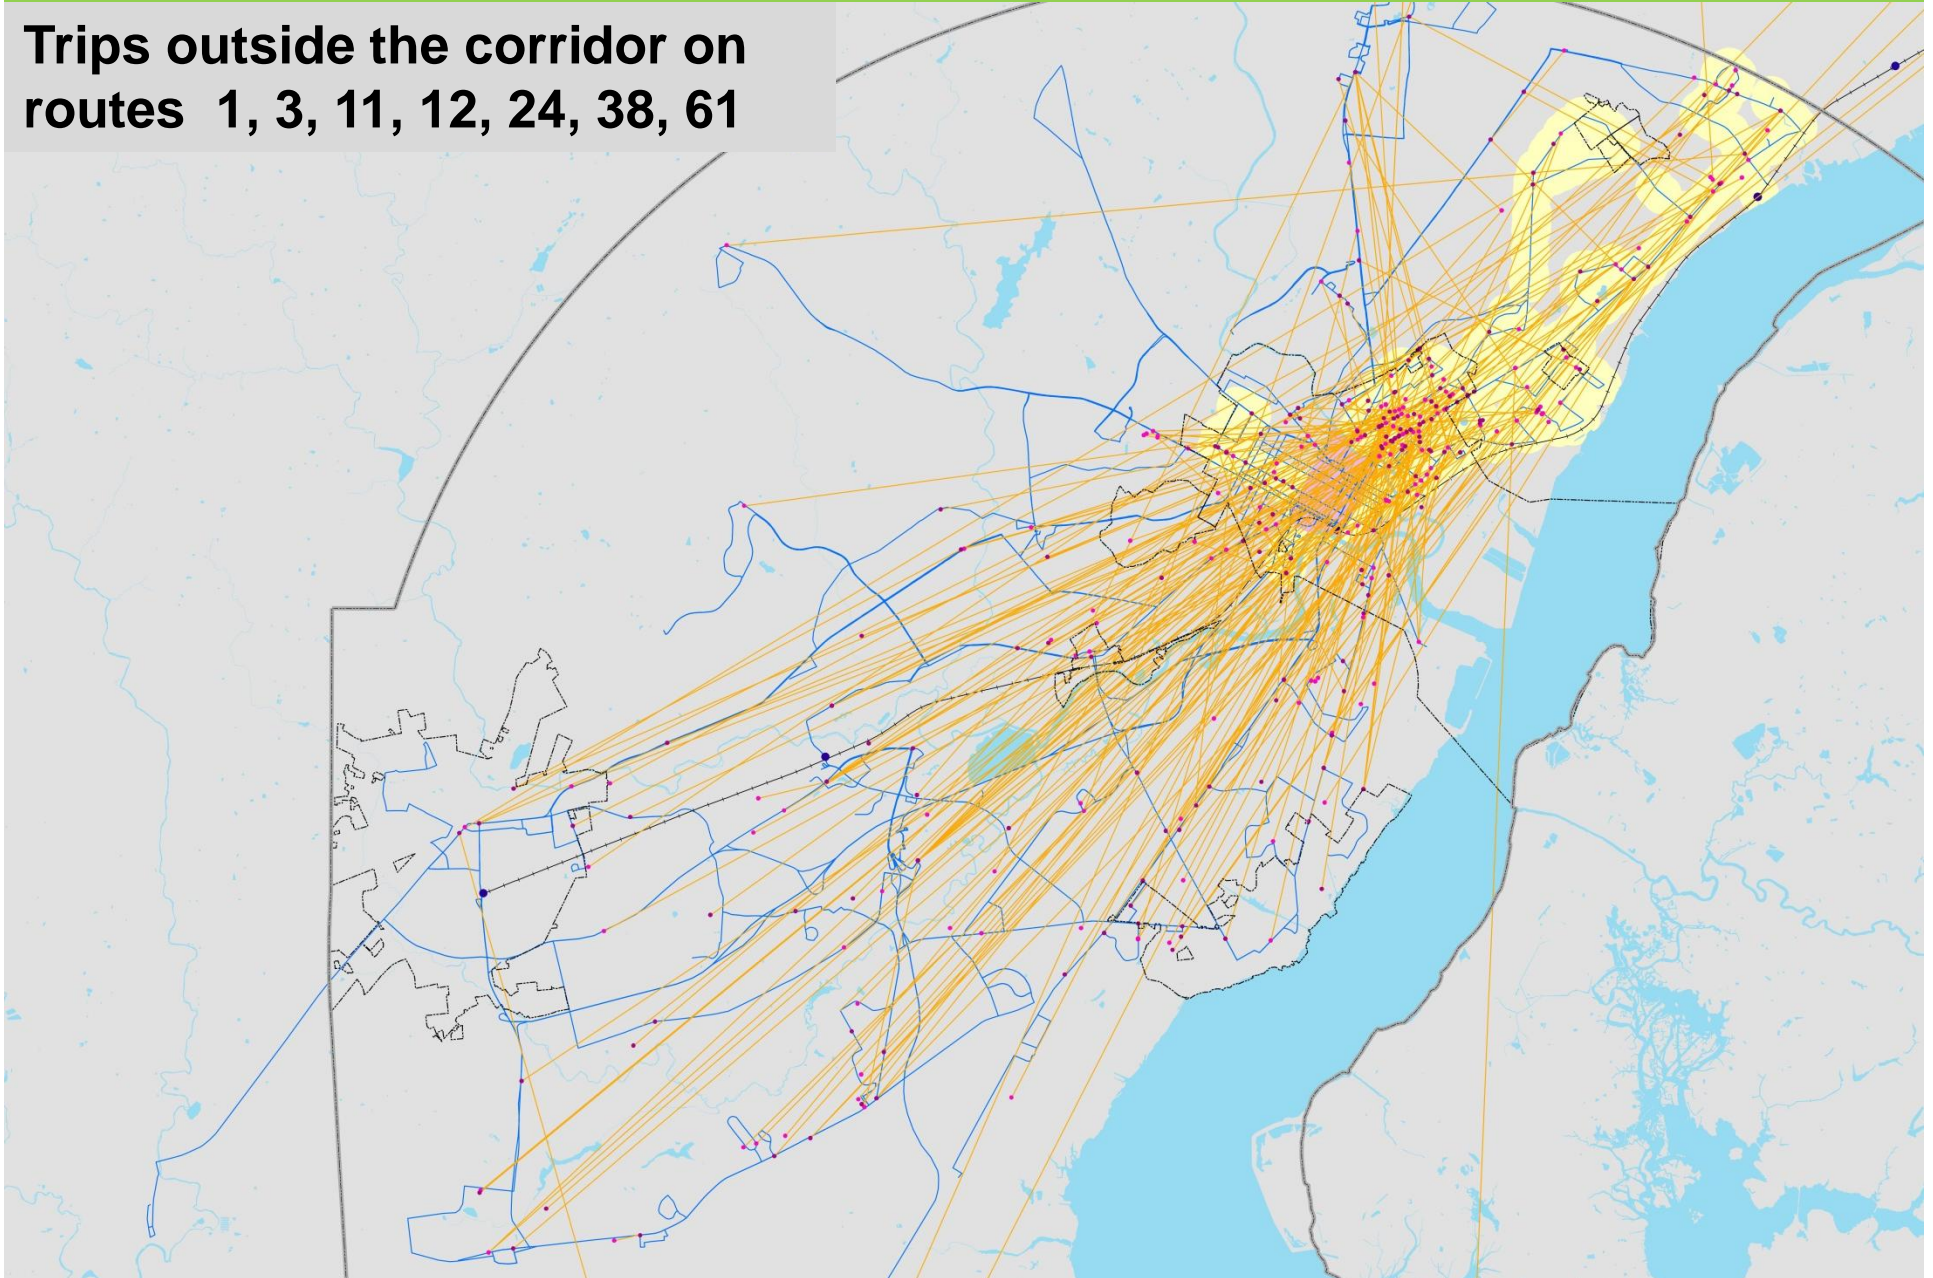 Trips outside the corridor on
routes 1, 3, 11, 12, 24, 38, 61